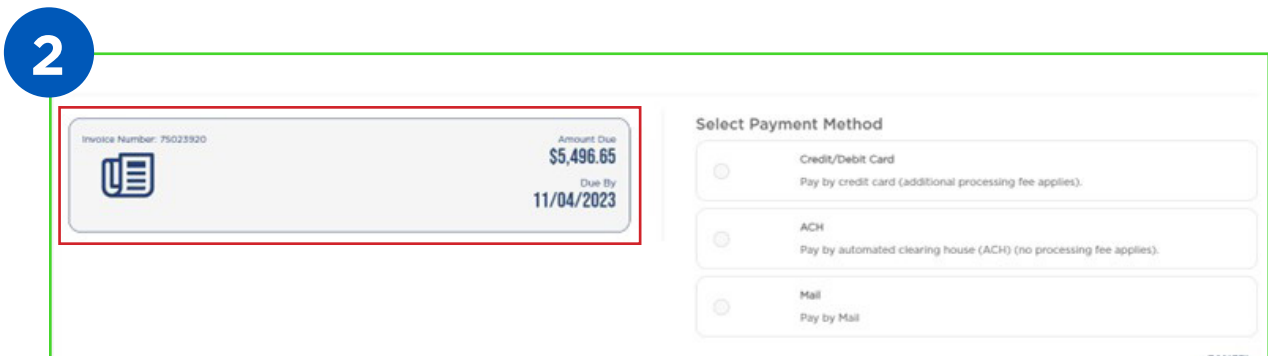 2
Invoice Number: 75023920
Amount Due
$5,496.65
Due By
11/04/2023
Select Payment Method
Credit/Debit Card
Pay by credit card (additional processing fee applies).
ACH
Pay by automated clearing house (ACH) (no processing fee applies).
Mail
Pay by Mail